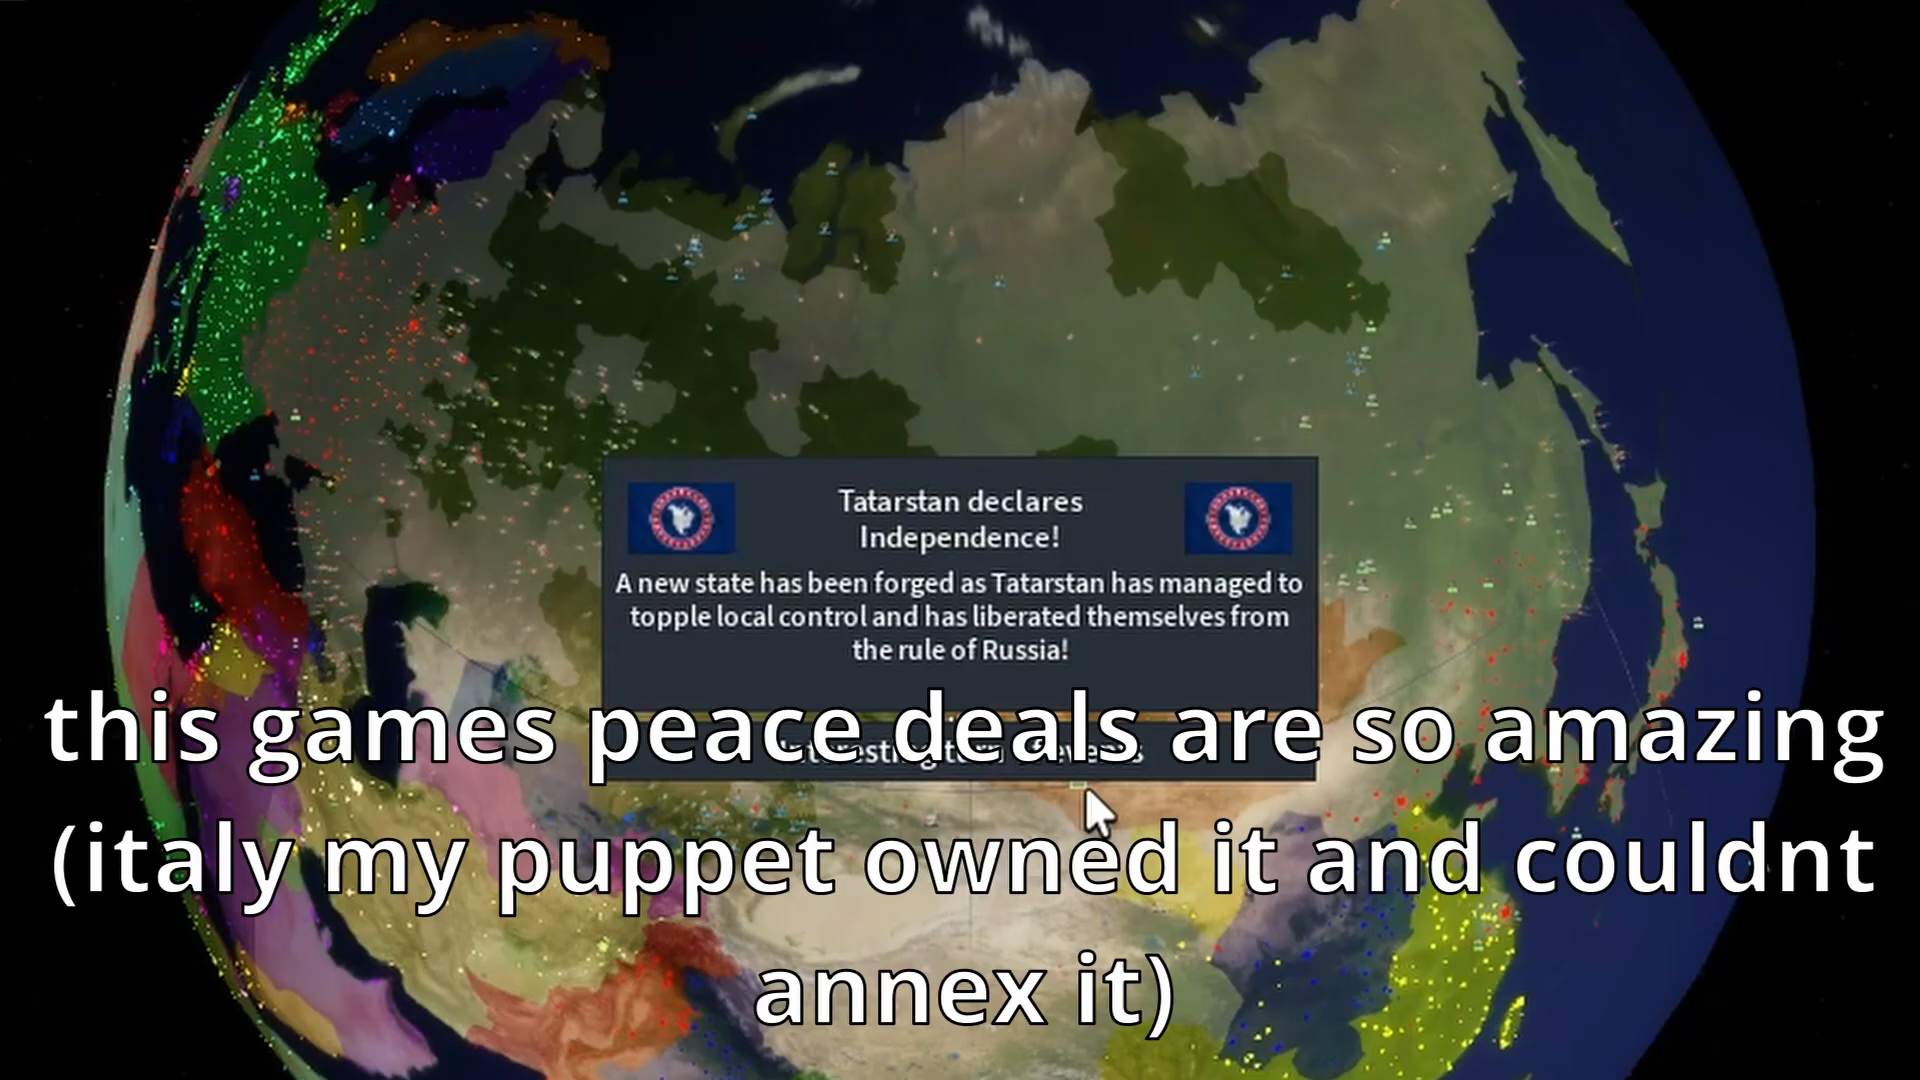 Tatarstan declares
Independence!
A new state has been forged as Tatarstan has managed to
topple local control and has liberated themselves from
the rule of Russia!
this games peace deals are so amazing
(italy my puppet owned it and couldnt
annex it)